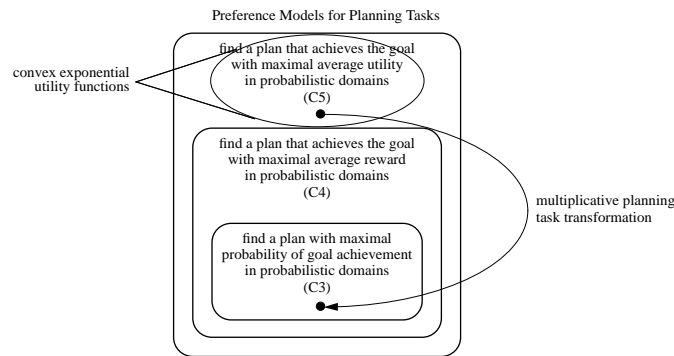 Preference Models for Planning Tasks
find a plan that achieves the goal
with maximal average utility
in probabilistic domains
(C5)
convex exponential
utility functions
find a plan that achieves the goal
with maximal average reward
in probabilistic domains
(C4)
multiplicative planning
task transformation
find a plan with maximal
probability of goal achievement
in probabilistic domains
(C3)